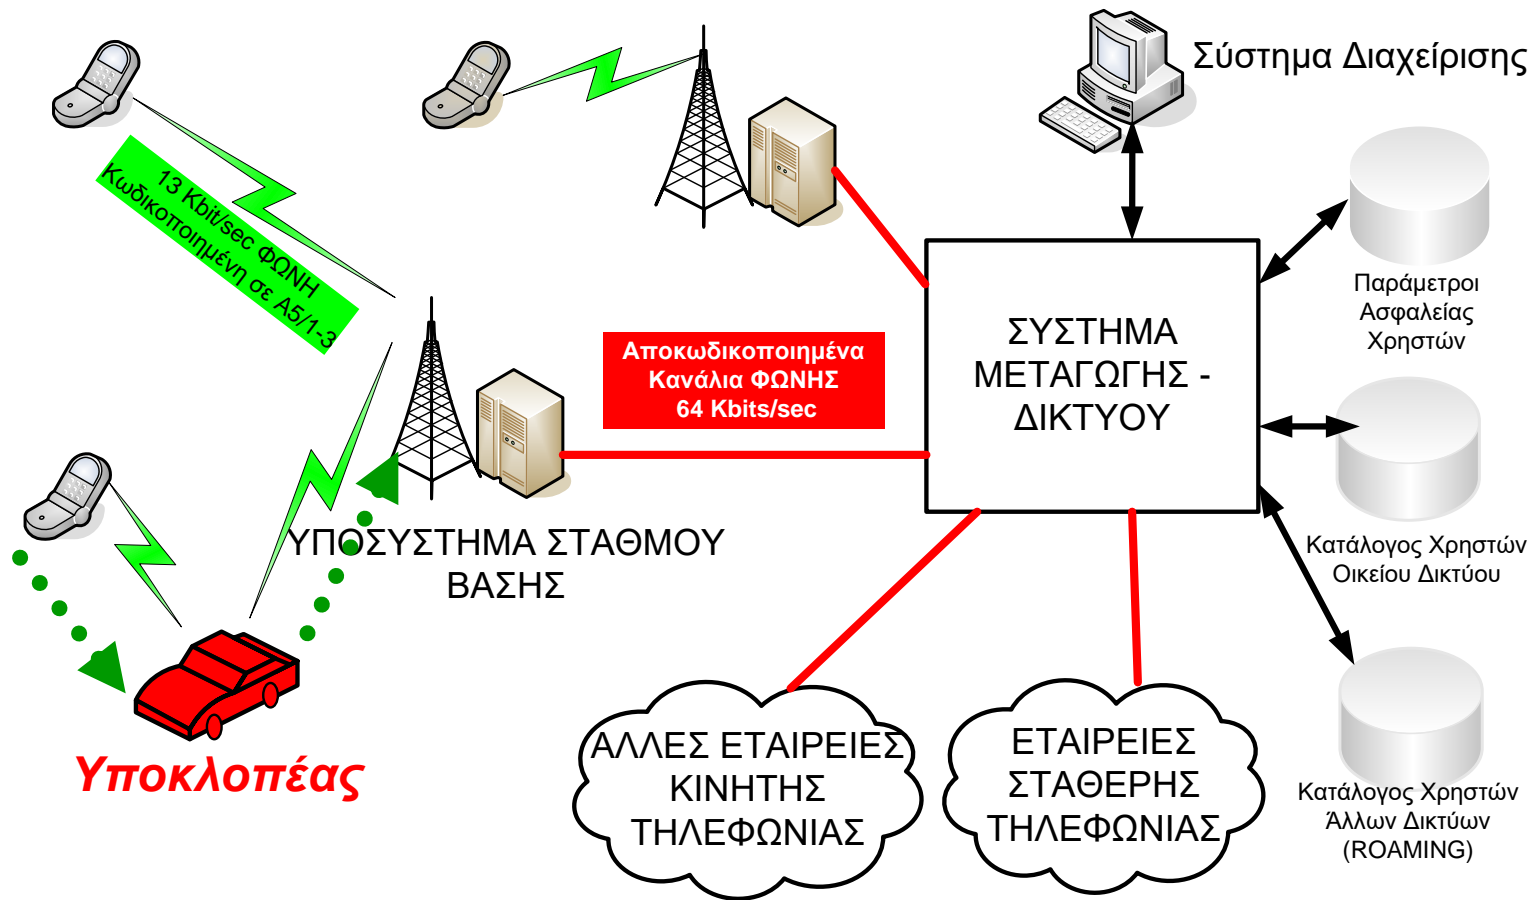 Σύστημα Διαχείρισης
13 Kbit/sec ΦΩΝΗ
Κωδικοποιημένη σε A5/1-3
Παράμετροι
Ασφαλείας
Χρηστών
Αποκωδικοποιημένα
Κανάλια ΦΩΝΗΣ
64 Kbits/sec
ΣΥΣΤΗΜΑ
ΜΕΤΑΓΩΓΗΣ -
ΔΙΚΤΥΟΥ
ΥΠΟΣΥΣΤΗΜΑ ΣΤΑΘΜΟΥ
ΒΑΣΗΣ
Κατάλογος Χρηστών
Οικείου Δικτύου
Υποκλοπέας
ΑΛΛΕΣ ΕΤΑΙΡΕΙΕΣ
ΚΙΝΗΤΗΣ
ΤΗΛΕΦΩΝΙΑΣ
ΕΤΑΙΡΕΙΕΣ
ΣΤΑΘΕΡΗΣ
ΤΗΛΕΦΩΝΙΑΣ
Κατάλογος Χρηστών
Άλλων Δικτύων
(ROAMING)